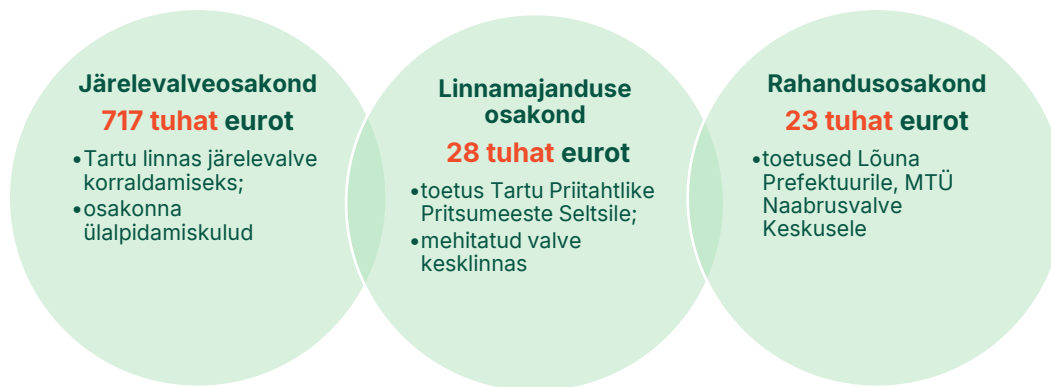 Järelevalveosakond
717 tuhat eurot
•Tartu linnas järelevalve
korraldamiseks;
•osakonna
ülalpidamiskulud
Linnamajanduse
osakond
28 tuhat eurot
•toetus Tartu Priitahtlike
Pritsumeeste Seltsile;
•mehitatud valve
kesklinnas
Rahandusosakond
23 tuhat eurot
•toetused Lõuna
Prefektuurile, MTÜ
Naabrusvalve
Keskusele